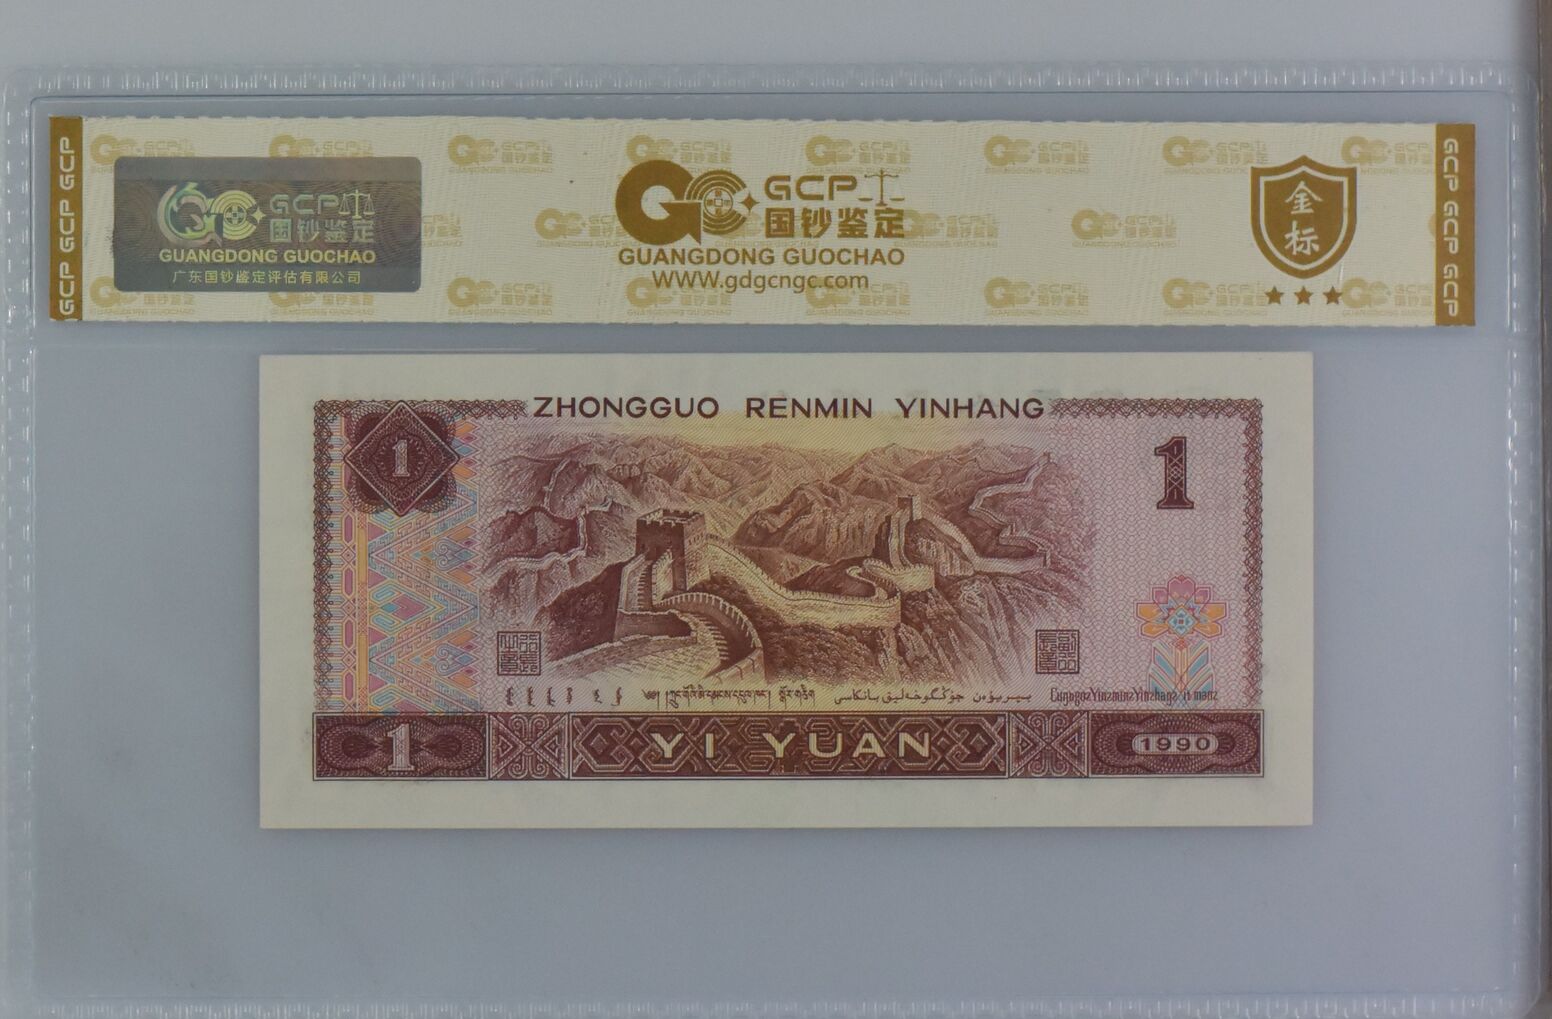 GCP GCP GCP
GCP
国钞鉴定
GUANGDONG GUOCHAO
广东国钞鉴定评估有限公司
GCP
国钞鉴定
GUANGDONG GUOCHAO
WWW.gdgcngc.com
金标
GCP GCP GCP
ZHONGGUO RENMIN YINHANG
1
1
1 YI YUAN 1990